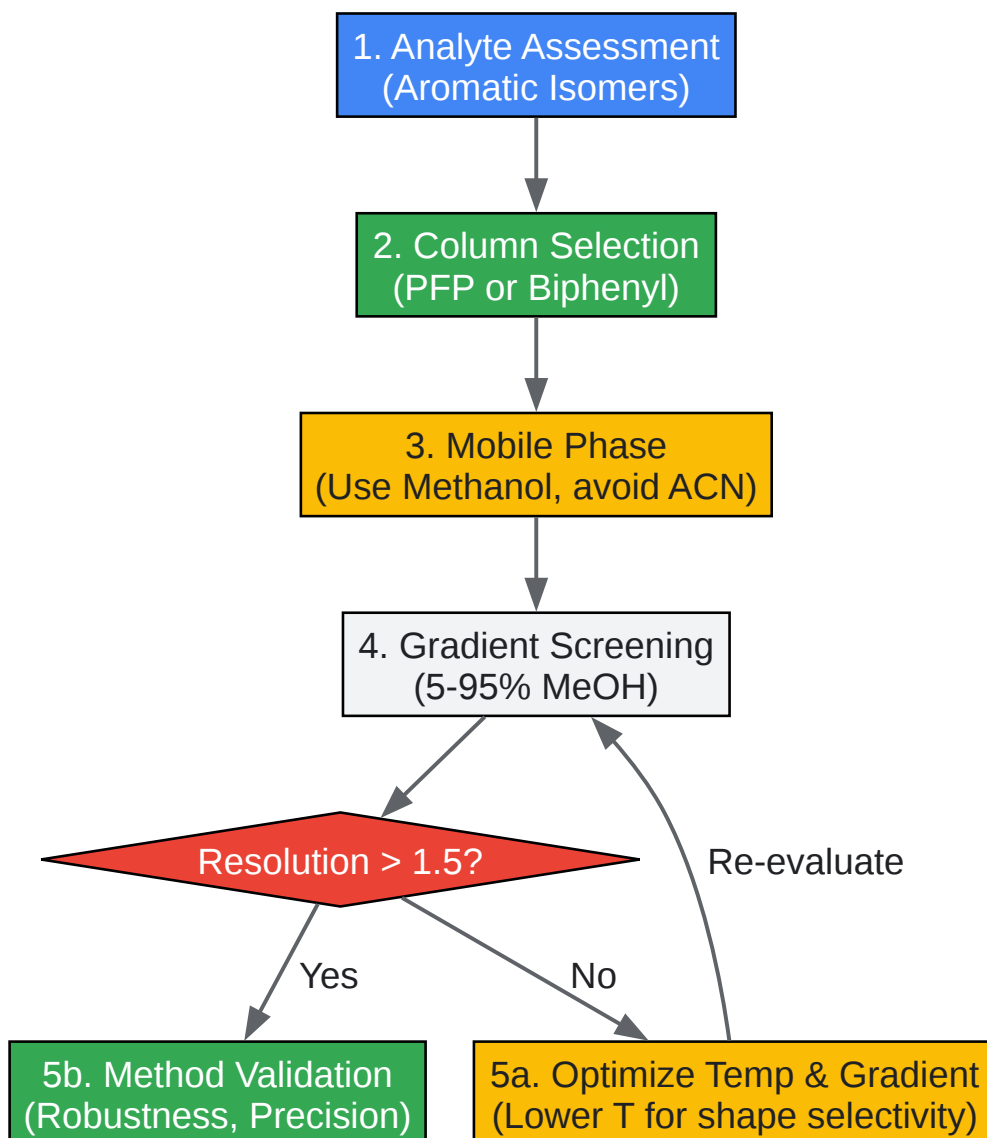 1. Analyte Assessment
(Aromatic Isomers)
2. Column Selection
(PFP or Biphenyl)
3. Mobile Phase
(Use Methanol, avoid ACN)
4. Gradient Screening
(5-95% MeOH)
Resolution > 1.5?
Re-evaluate
Yes
No
5b. Method Validation
(Robustness, Precision)
5a. Optimize Temp & Gradient
(Lower T for shape selectivity)